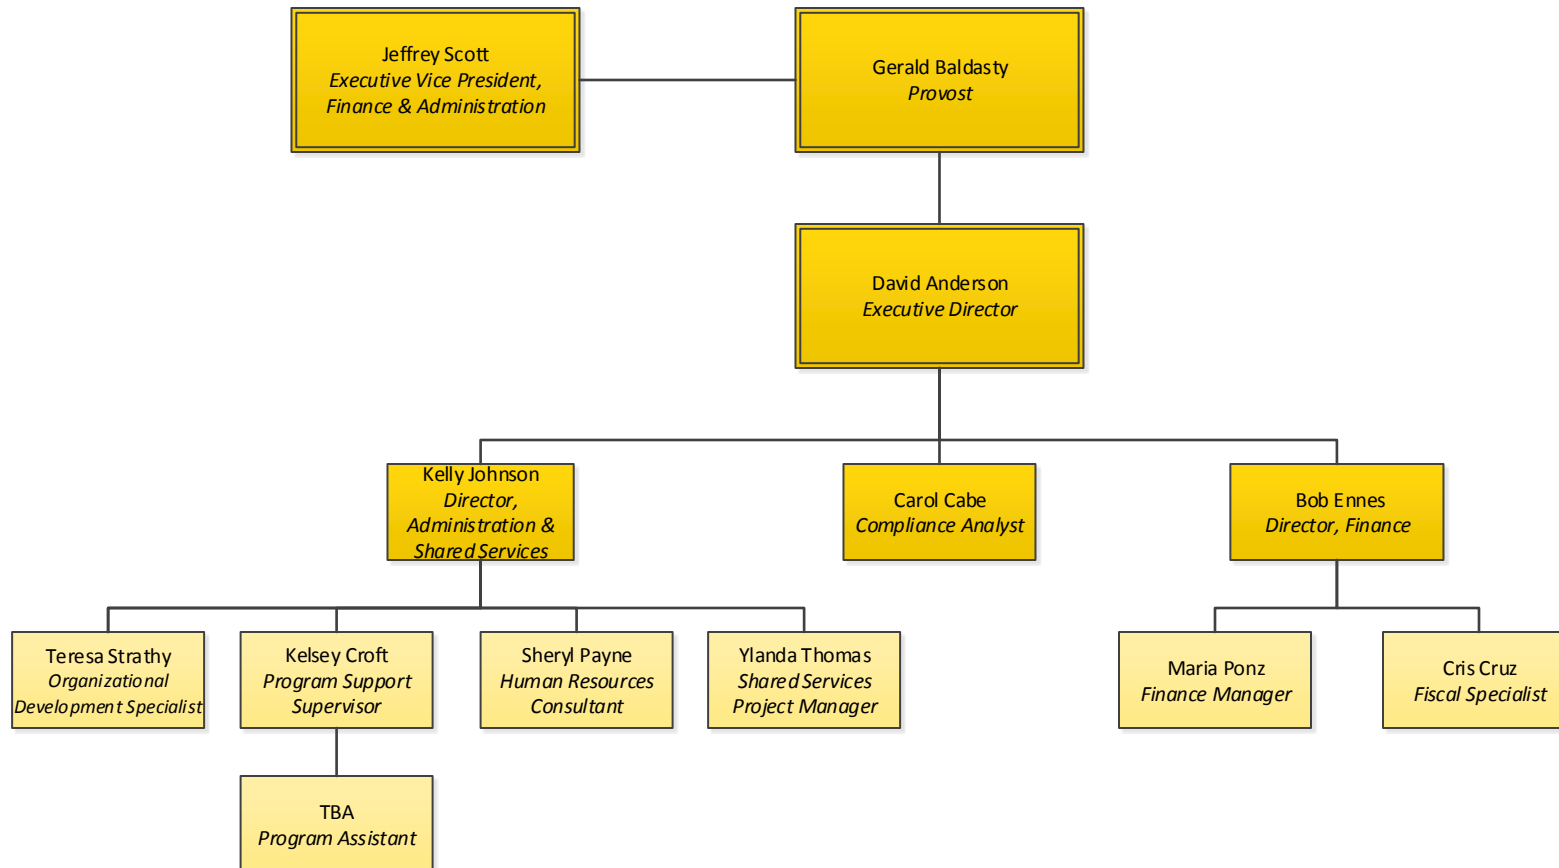 Jeffrey Scott
Executive Vice President,
Finance & Administration
Gerald Baldasty
Provost
David Anderson
Executive Director
Kelly Johnson
Director,
Administration &
Shared Services
Carol Cabe
Compliance Analyst
Bob Ennes
Director, Finance
Teresa Strathy
Organizational
Development Specialist
Kelsey Croft
Program Support
Supervisor
Sheryl Payne
Human Resources
Consultant
Ylanda Thomas
Shared Services
Project Manager
Maria Ponz
Finance Manager
Cris Cruz
Fiscal Specialist
TBA
Program Assistant